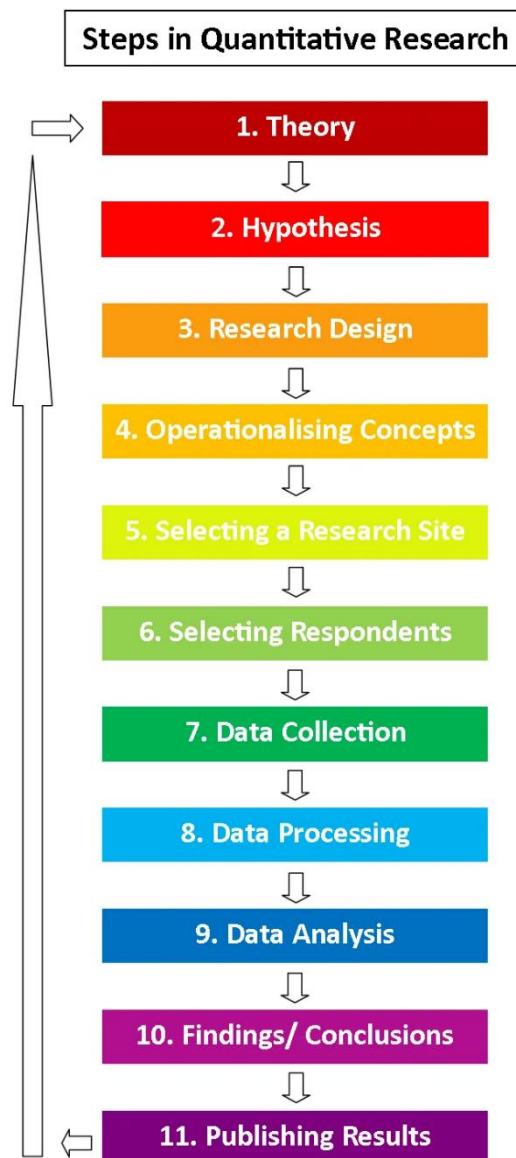 Steps in Quantitative Research
1. Theory
2. Hypothesis
3. Research Design
4. Operationalising Concepts
5. Selecting a Research Site
6. Selecting Respondents
7. Data Collection
8. Data Processing
9. Data Analysis
10. Findings/ Conclusions
11. Publishing Results